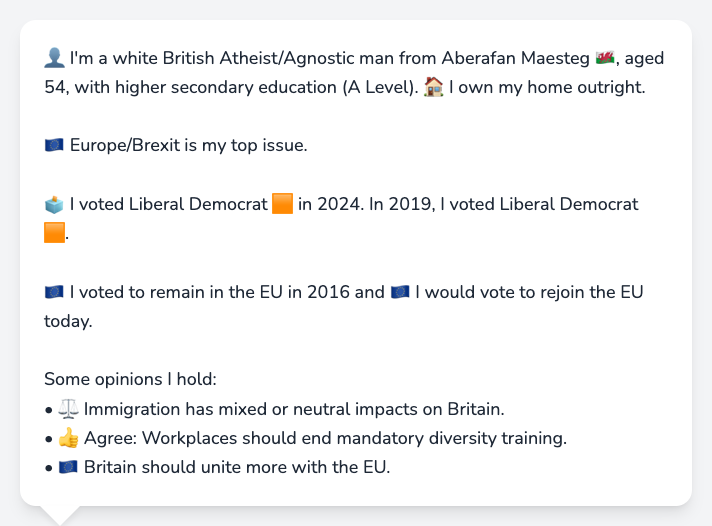 👤 I'm a white British Atheist/Agnostic man from Aberafan Maesteg 🏴󠁧󠁢󠁷󠁬󠁳󠁿, aged
54, with higher secondary education (A Level). 🏠 I own my home outright.
🇪🇺 Europe/Brexit is my top issue.
🗳️ I voted Liberal Democrat 🟧 in 2024. In 2019, I voted Liberal Democrat
🟧.
🇪🇺 I voted to remain in the EU in 2016 and 🇪🇺 I would vote to rejoin the EU
today.
Some opinions I hold:
• ⚖️ Immigration has mixed or neutral impacts on Britain.
• 👍 Agree: Workplaces should end mandatory diversity training.
• 🇪🇺 Britain should unite more with the EU.